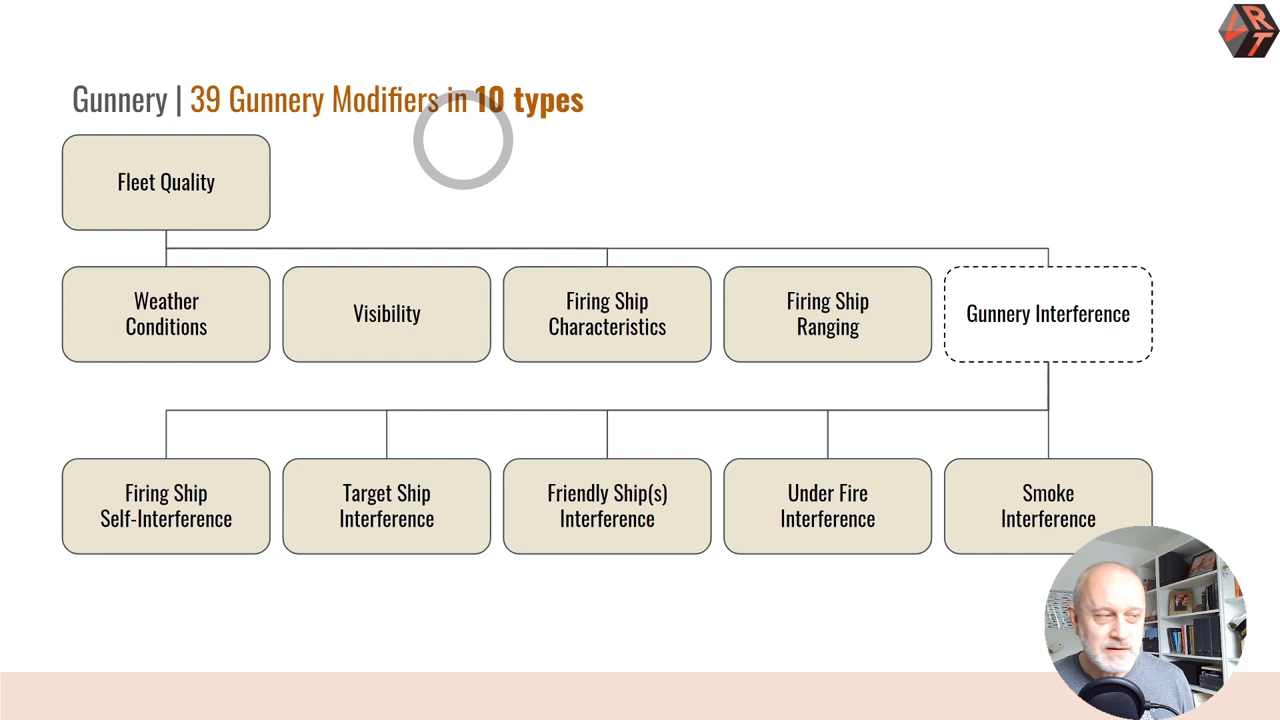 Gunnery | 39 Gunnery Modifiers in 10 types
Fleet Quality
Weather
Conditions
Visibility
Firing Ship
Characteristics
Firing Ship
Ranging
Gunnery Interference
Firing Ship
Self-Interference
Target Ship
Interference
Friendly Ship(s)
Interference
Under Fire
Interference
Smoke
Interference